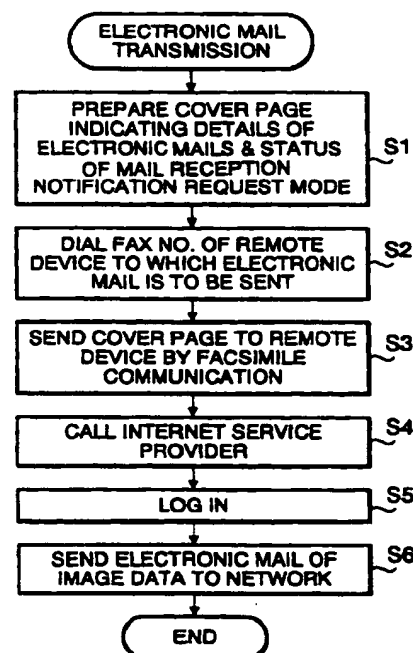 ELECTRONIC MAIL
TRANSMISSION
PREPARE COVER PAGE
INDICATING DETAILS OF
ELECTRONIC MAILS & STATUS
OF MAIL RECEPTION
NOTIFICATION REQUEST MODE
S1
DIAL FAX NO. OF REMOTE
DEVICE TO WHICH ELECTRONIC
MAIL IS TO BE SENT
S2
SEND COVER PAGE TO REMOTE
DEVICE BY FACSIMILE
COMMUNICATION
S3
CALL INTERNET SERVICE
PROVIDER
S4
LOG IN
S5
SEND ELECTRONIC MAIL OF
IMAGE DATA TO NETWORK
S6
END